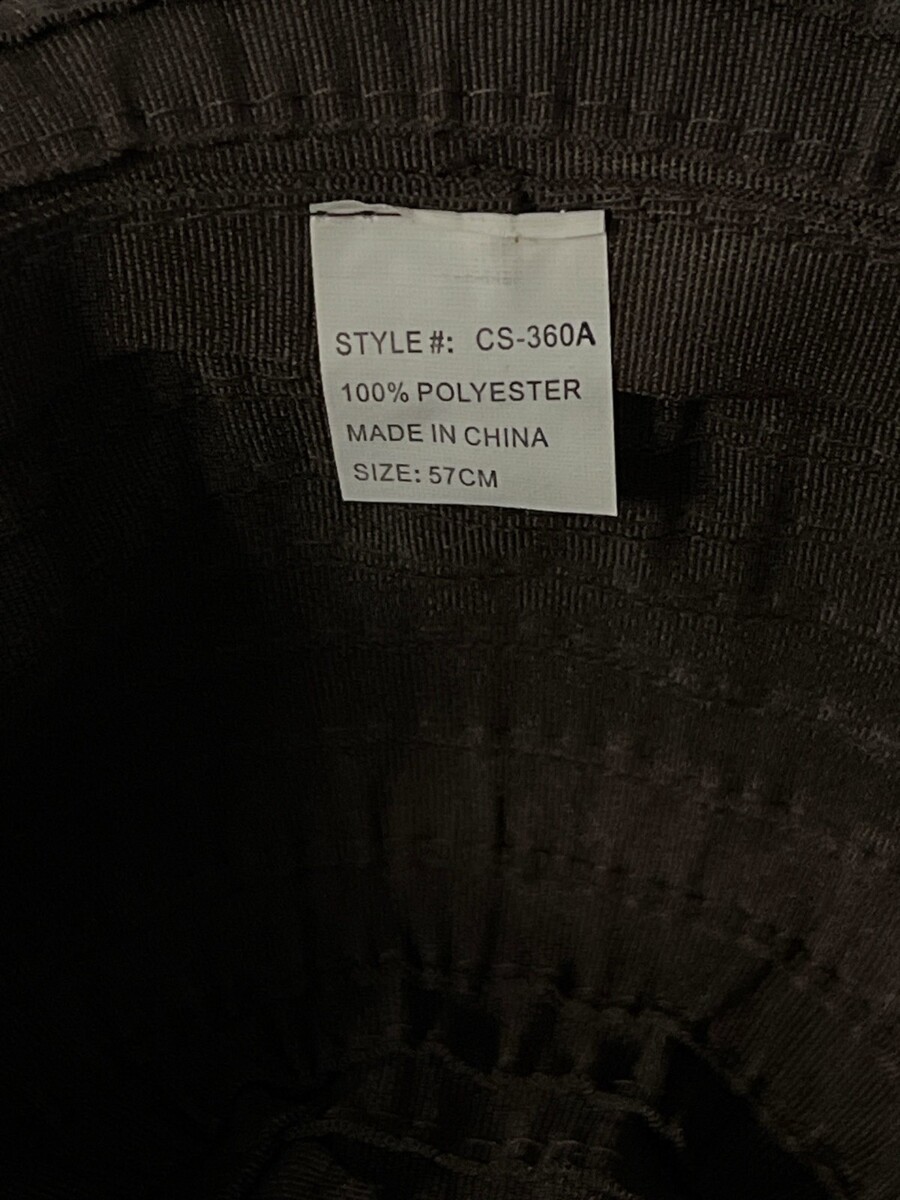 STYLE #: CS-360A
100% POLYESTER
MADE IN CHINA
SIZE: 57CM